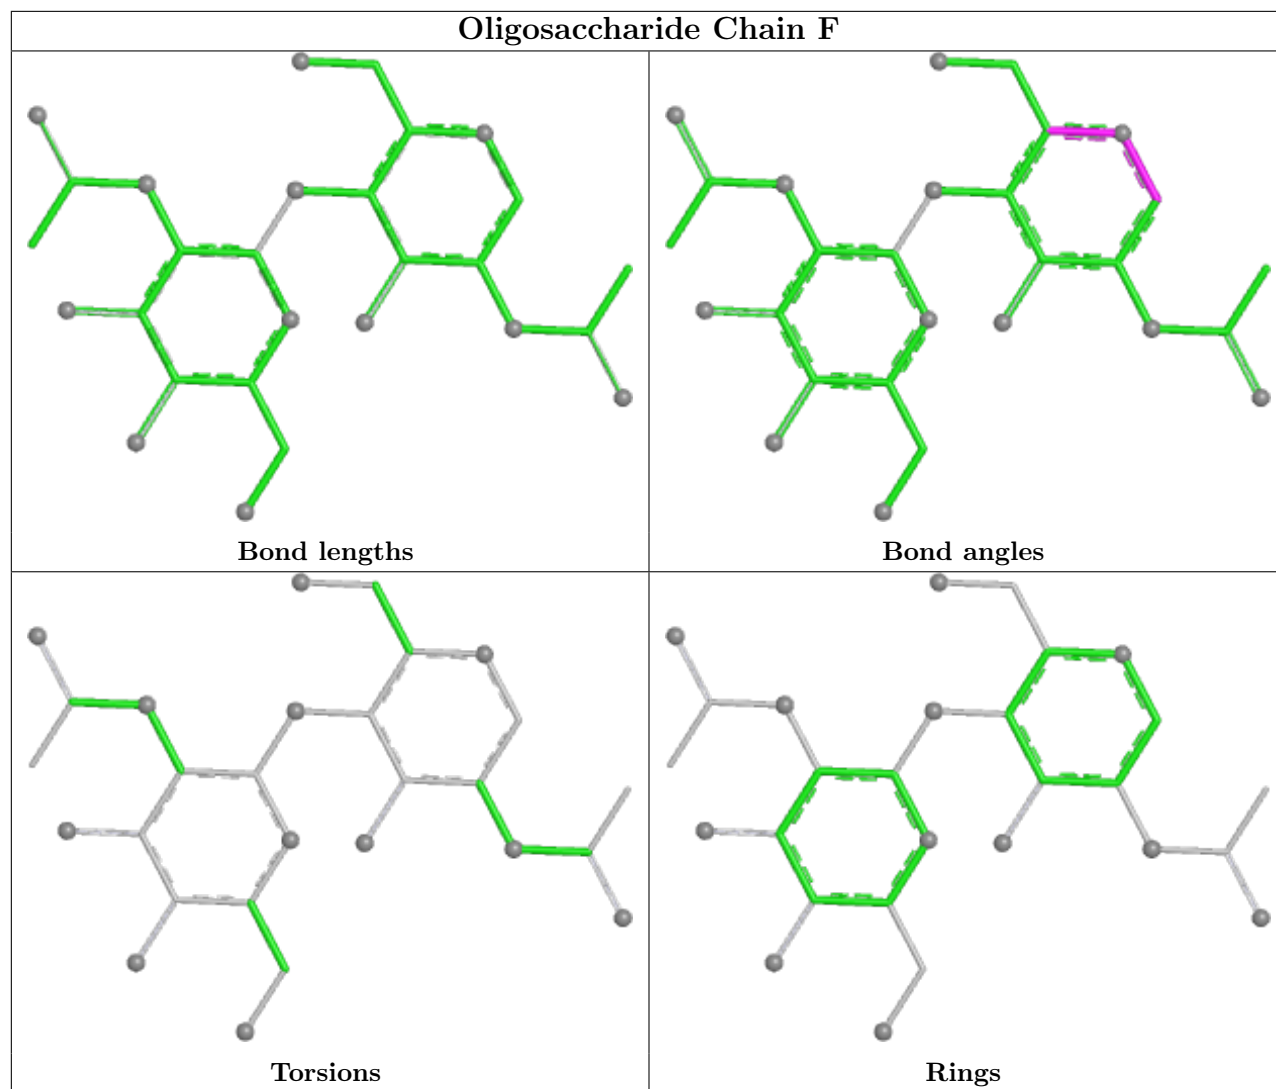 Oligosaccharide Chain F
Bond lengths
Bond angles
Torsions
Rings